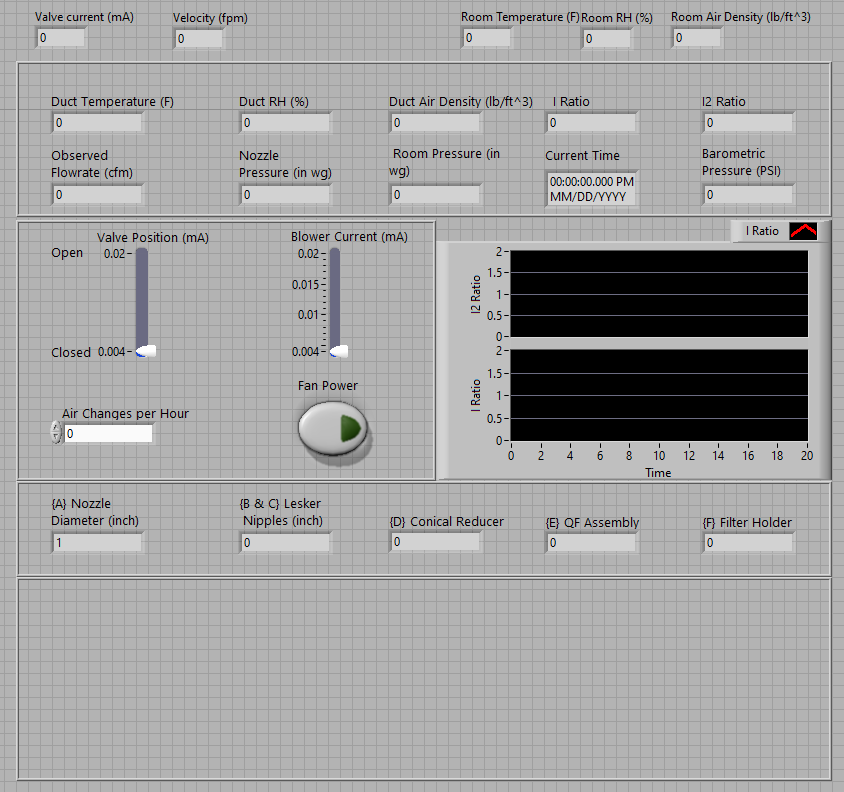 Valve current (mA) Velocity (fpm) Room Temperature (F) Room RH (%) Room Air Density (lb/ft^3)
0 0 0 0 0
Duct Temperature (F) Duct RH (%) Duct Air Density (lb/ft^3) I Ratio I2 Ratio
0 0 0 0 0
Observed Nozzle Room Pressure (in Current Time Barometric
Flowrate (cfm) Pressure (in wg) wg) Pressure (PSI)
0 0 0 00:00:00.000 PM 0
MM/DD/YYYY
Valve Position (mA) Blower Current (mA)
Open 0.02 0.02
0.015
0.01
Closed 0.004 0.004
Fan Power
Air Changes per Hour
0
I Ratio
I2 Ratio
2
1.5
1
0.5
0
I Ratio
2
1.5
1
0.5
0
0 2 4 6 8 10 12 14 16 18 20
Time
{A} Nozzle {B & C} Lesker
Diameter (inch) Nipples (inch) {D} Conical Reducer {E} QF Assembly {F} Filter Holder
1 0 0 0 0